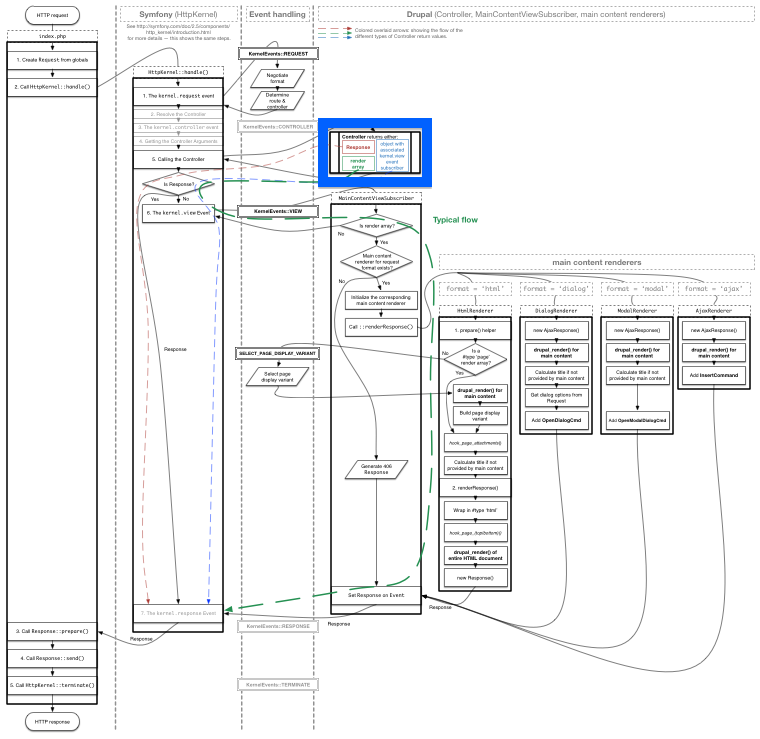 HTTP request
index.php
1. Create Request from globals
2. Call HttpKernel::handle()
3. Call Response::prepare()
4. Call Response::send()
5. Call HttpKernel::terminate()
HTTP response
Symfony (HttpKernel)
See http://symfony.com/doc/2.5/components/
http_kernel/introduction.html
for more details — this shows the same steps.
HttpKernel::handle()
1. The kernel.request event
2. Resolve the Controller
3. The kernel.controller event
4. Getting the Controller Arguments
5. Calling the Controller
Is Response?
Yes
No
6. The kernel.view Event
Response
7. The kernel.response Event
Response
Event handling
KernelEvents::REQUEST
Negotiate
format
Determine
route &
controller
KernelEvents::CONTROLLER
KernelEvents::VIEW
SELECT_PAGE_DISPLAY_VARIANT
Select page
display variant
KernelEvents::RESPONSE
KernelEvents::TERMINATE
Drupal (Controller, MainContentViewSubscriber, main content renderers)
Colored overlaid arrows: showing the flow of the
different types of Controller return values.
Controller returns either:
Response
render
array
object with
associated
kernel.view
event
subscriber
MainContentViewSubscriber
Is render array?
No
Yes
Main content
renderer for request
format exists?
No
Yes
Initialize the corresponding
main content renderer
Call ::renderResponse()
Generate 406
Response
Set Response on Event
Response
Typical flow
main content renderers
format = 'html'
format = 'dialog'
format = 'modal'
format = 'ajax'
HtmlRenderer
1. prepare() helper
Is a
#type 'page'
render array?
No
Yes
drupal_render() for
main content
Build page display
variant
hook_page_attachments()
Calculate title if not
provided by main content
2. renderResponse()
Wrap in #type 'html'
hook_page_{top|bottom}()
drupal_render() of
entire HTML document
new Response()
Response
DialogRenderer
new AjaxResponse()
drupal_render() for
main content
Calculate title if not
provided by main content
Get dialog options from
Request
Add OpenDialogCmd
ModalRenderer
new AjaxResponse()
drupal_render() for
main content
Calculate title if not
provided by main content
Add OpenModalDialogCmd
AjaxRenderer
new AjaxResponse()
drupal_render() for
main content
Add InsertCommand